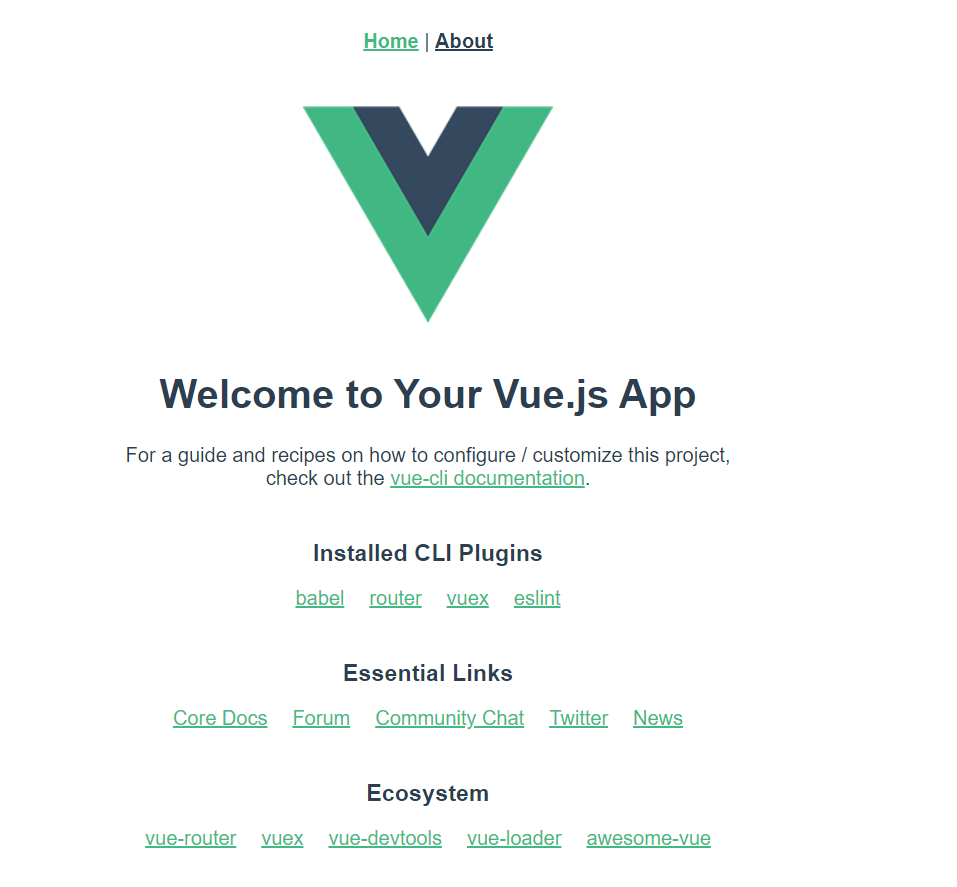 Home | About
Welcome to Your Vue.js App
For a guide and recipes on how to configure / customize this project,
check out the vue-cli documentation.
Installed CLI Plugins
babel router vuex eslint
Essential Links
Core Docs Forum Community Chat Twitter News
Ecosystem
vue-router vuex vue-devtools vue-loader awesome-vue